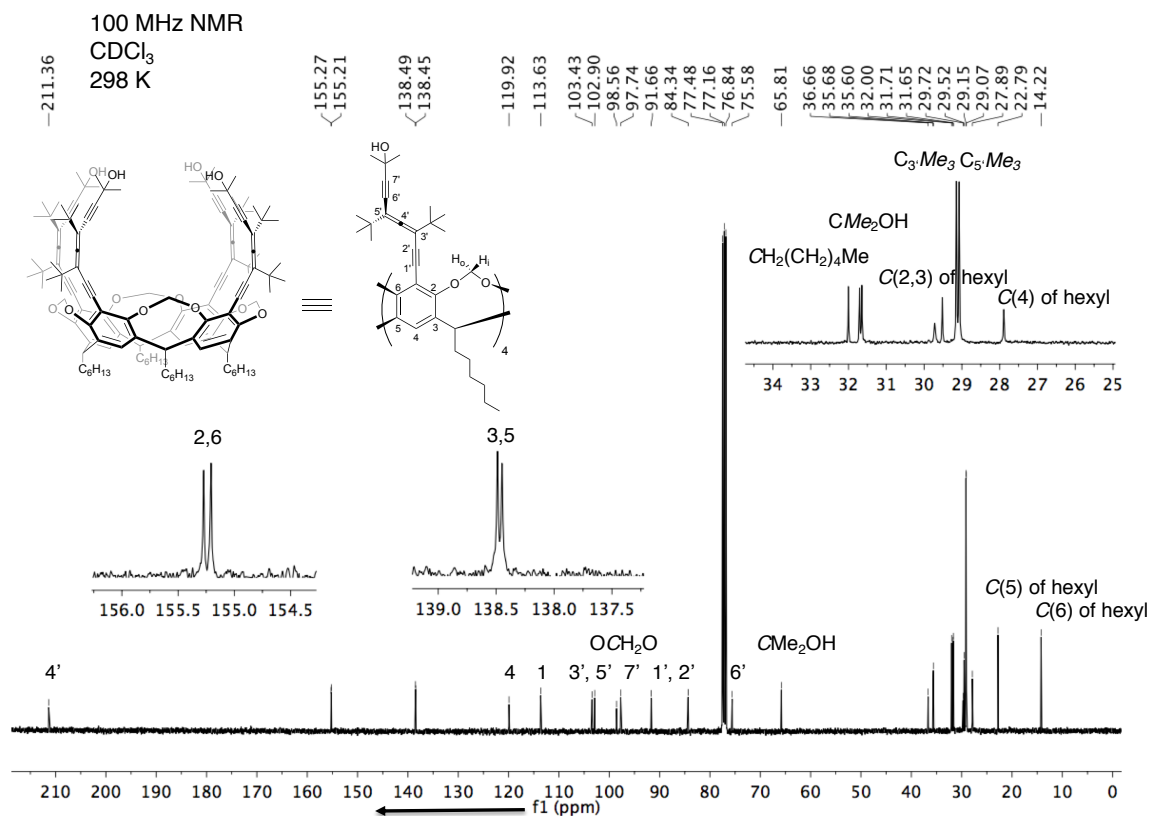 100 MHz NMR
CDCl3
298 K
211.36
155.27
155.21
138.49
138.45
119.92
113.63
103.43
102.90
98.56
97.74
91.66
84.34
77.48
77.16
76.84
75.58
65.81
36.66
35.68
35.60
32.00
31.71
31.65
29.72
29.52
29.15
29.07
27.89
22.79
14.22
OH
OH
HO
HO
O
O
O
O
O
O
O
C6H13
C6H13
C6H13
C6H13
HO
7'
6'
5'
4'
3'
2'
1'
Ho
Hi
O
O
6
2
5
3
4
4
C3'Me3 C5'Me3
CMe2OH
CH2(CH2)4Me
C(2,3) of hexyl
C(4) of hexyl
34 33 32 31 30 29 28 27 26 25
2,6
156.0 155.5 155.0 154.5
3,5
139.0 138.5 138.0 137.5
C(5) of hexyl
C(6) of hexyl
OCH2O
CMe2OH
4' 4 1 3', 5' 7' 1', 2' 6'
210 200 190 180 170 160 150 140 130 120 110 100 90 80 70 60 50 40 30 20 10 0
f1 (ppm)